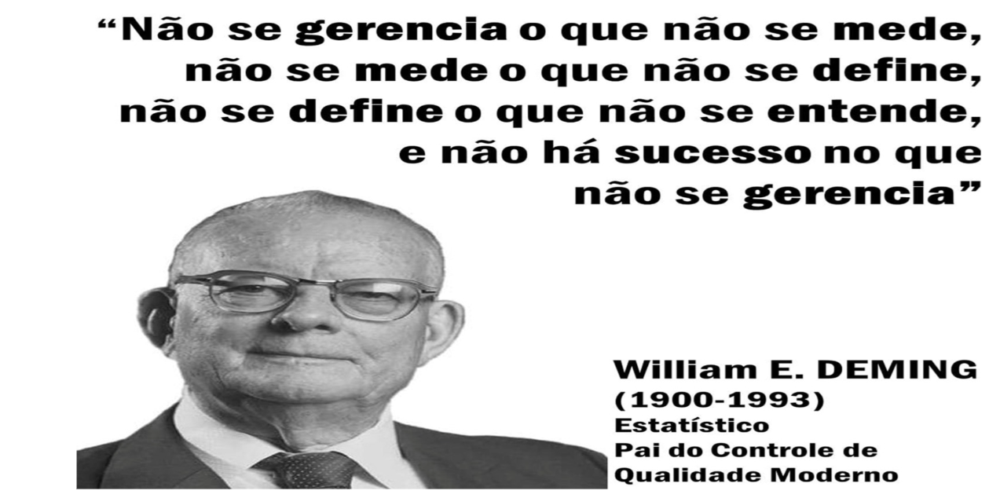 “Não se gerencia o que não se mede,
não se mede o que não se define,
não se define o que não se entende,
e não há sucesso no que
não se gerencia”
William E. DEMING
(1900-1993)
Estatístico
Pai do Controle de
Qualidade Moderno